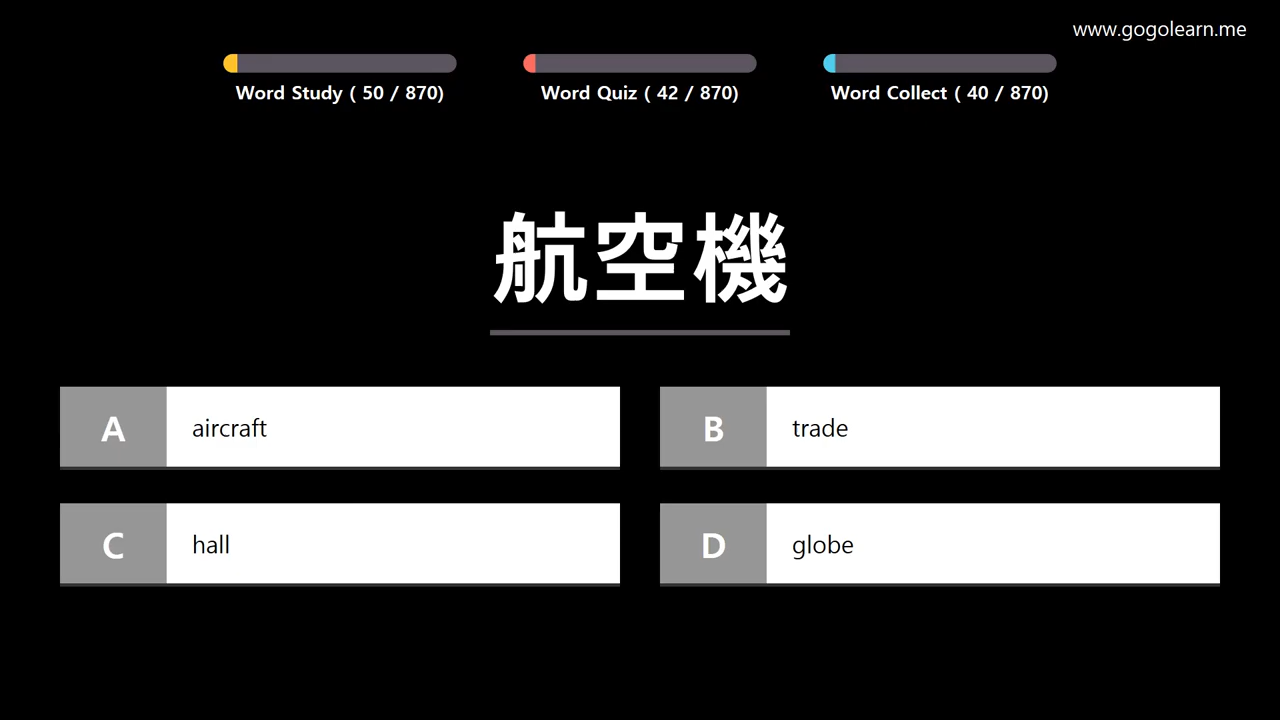 www.gogolearn.me
Word Study ( 50 / 870)
Word Quiz ( 42 / 870)
Word Collect ( 40 / 870)
航空機
A aircraft
B trade
C hall
D globe